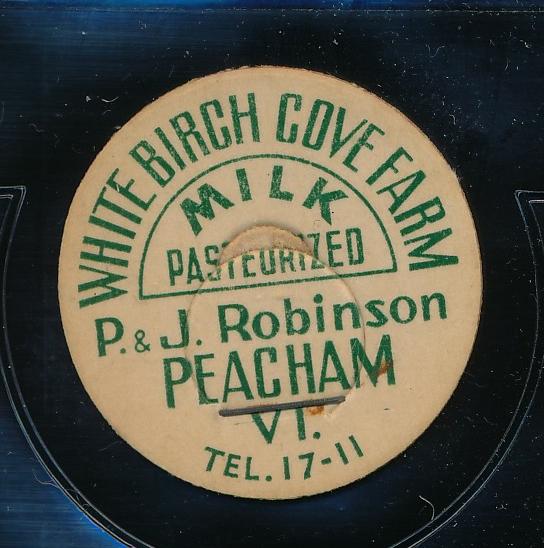 WHITE BIRCH COVE FARM
MILK
PASTEURIZED
P. & J. Robinson
PEACHAM
VT.
TEL. 17-11